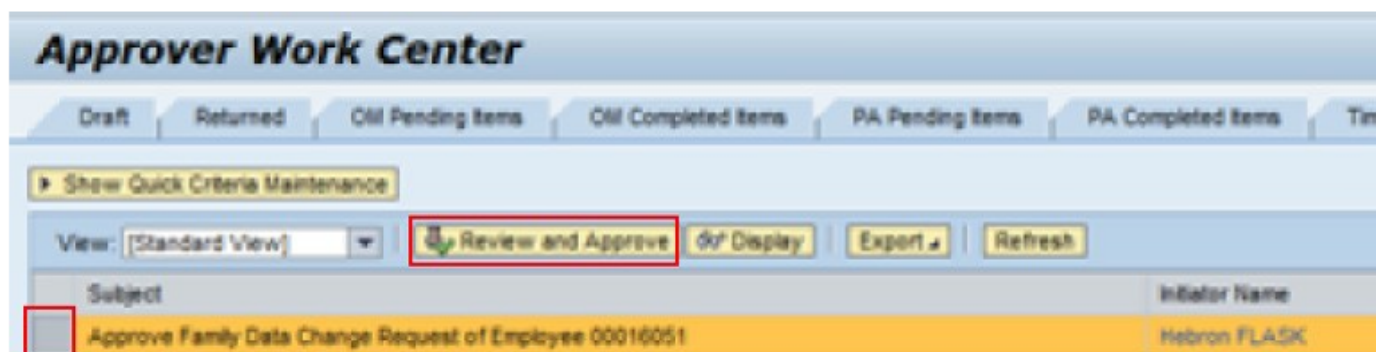 Approver Work Center
Draft Returned OM Pending Items OM Completed Items PA Pending Items PA Completed Items Tim
Show Quick Criteria Maintenance
View: [Standard View] Review and Approve Display Export Refresh
Subject Initiator Name
Approve Family Data Change Request of Employee 00016051 Hebron FLASK